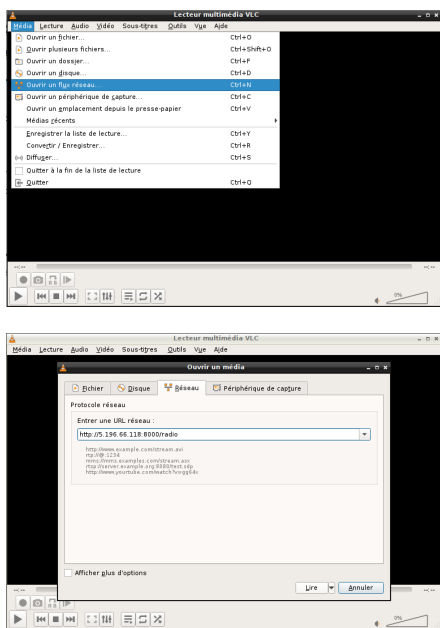 Lecteur multimédia VLC
Média Lecture Audio Vidéo Sous-titres Outils Vue Aide
Ouvrir un fichier... Ctrl+O
Ouvrir plusieurs fichiers... Ctrl+Shift+O
Ouvrir un dossier... Ctrl+F
Ouvrir un disque... Ctrl+D
Ouvrir un flux réseau... Ctrl+N
Ouvrir un périphérique de capture... Ctrl+C
Ouvrir un emplacement depuis le presse-papier Ctrl+V
Médias récents
Enregistrer la liste de lecture... Ctrl+Y
Convertir / Enregistrer... Ctrl+R
Diffuser... Ctrl+S
Quitter à la fin de la liste de lecture
Quitter Ctrl+Q
--:-- --:--
0%
Lecteur multimédia VLC
Média Lecture Audio Vidéo Sous-titres Outils Vue Aide
Ouvrir un média
Fichier Disque Réseau Périphérique de capture
Protocole réseau
Entrer une URL réseau :
http://5.196.66.118:8000/radio
http://www.example.com/stream.avi
rtp://@:1234
mms://mms.examples.com/stream.asx
rtsp://server.example.org:8080/test.sdp
http://www.yourtube.com/watch?v=gg64x
Afficher plus d'options
Lire Annuler
--:-- --:--
0%